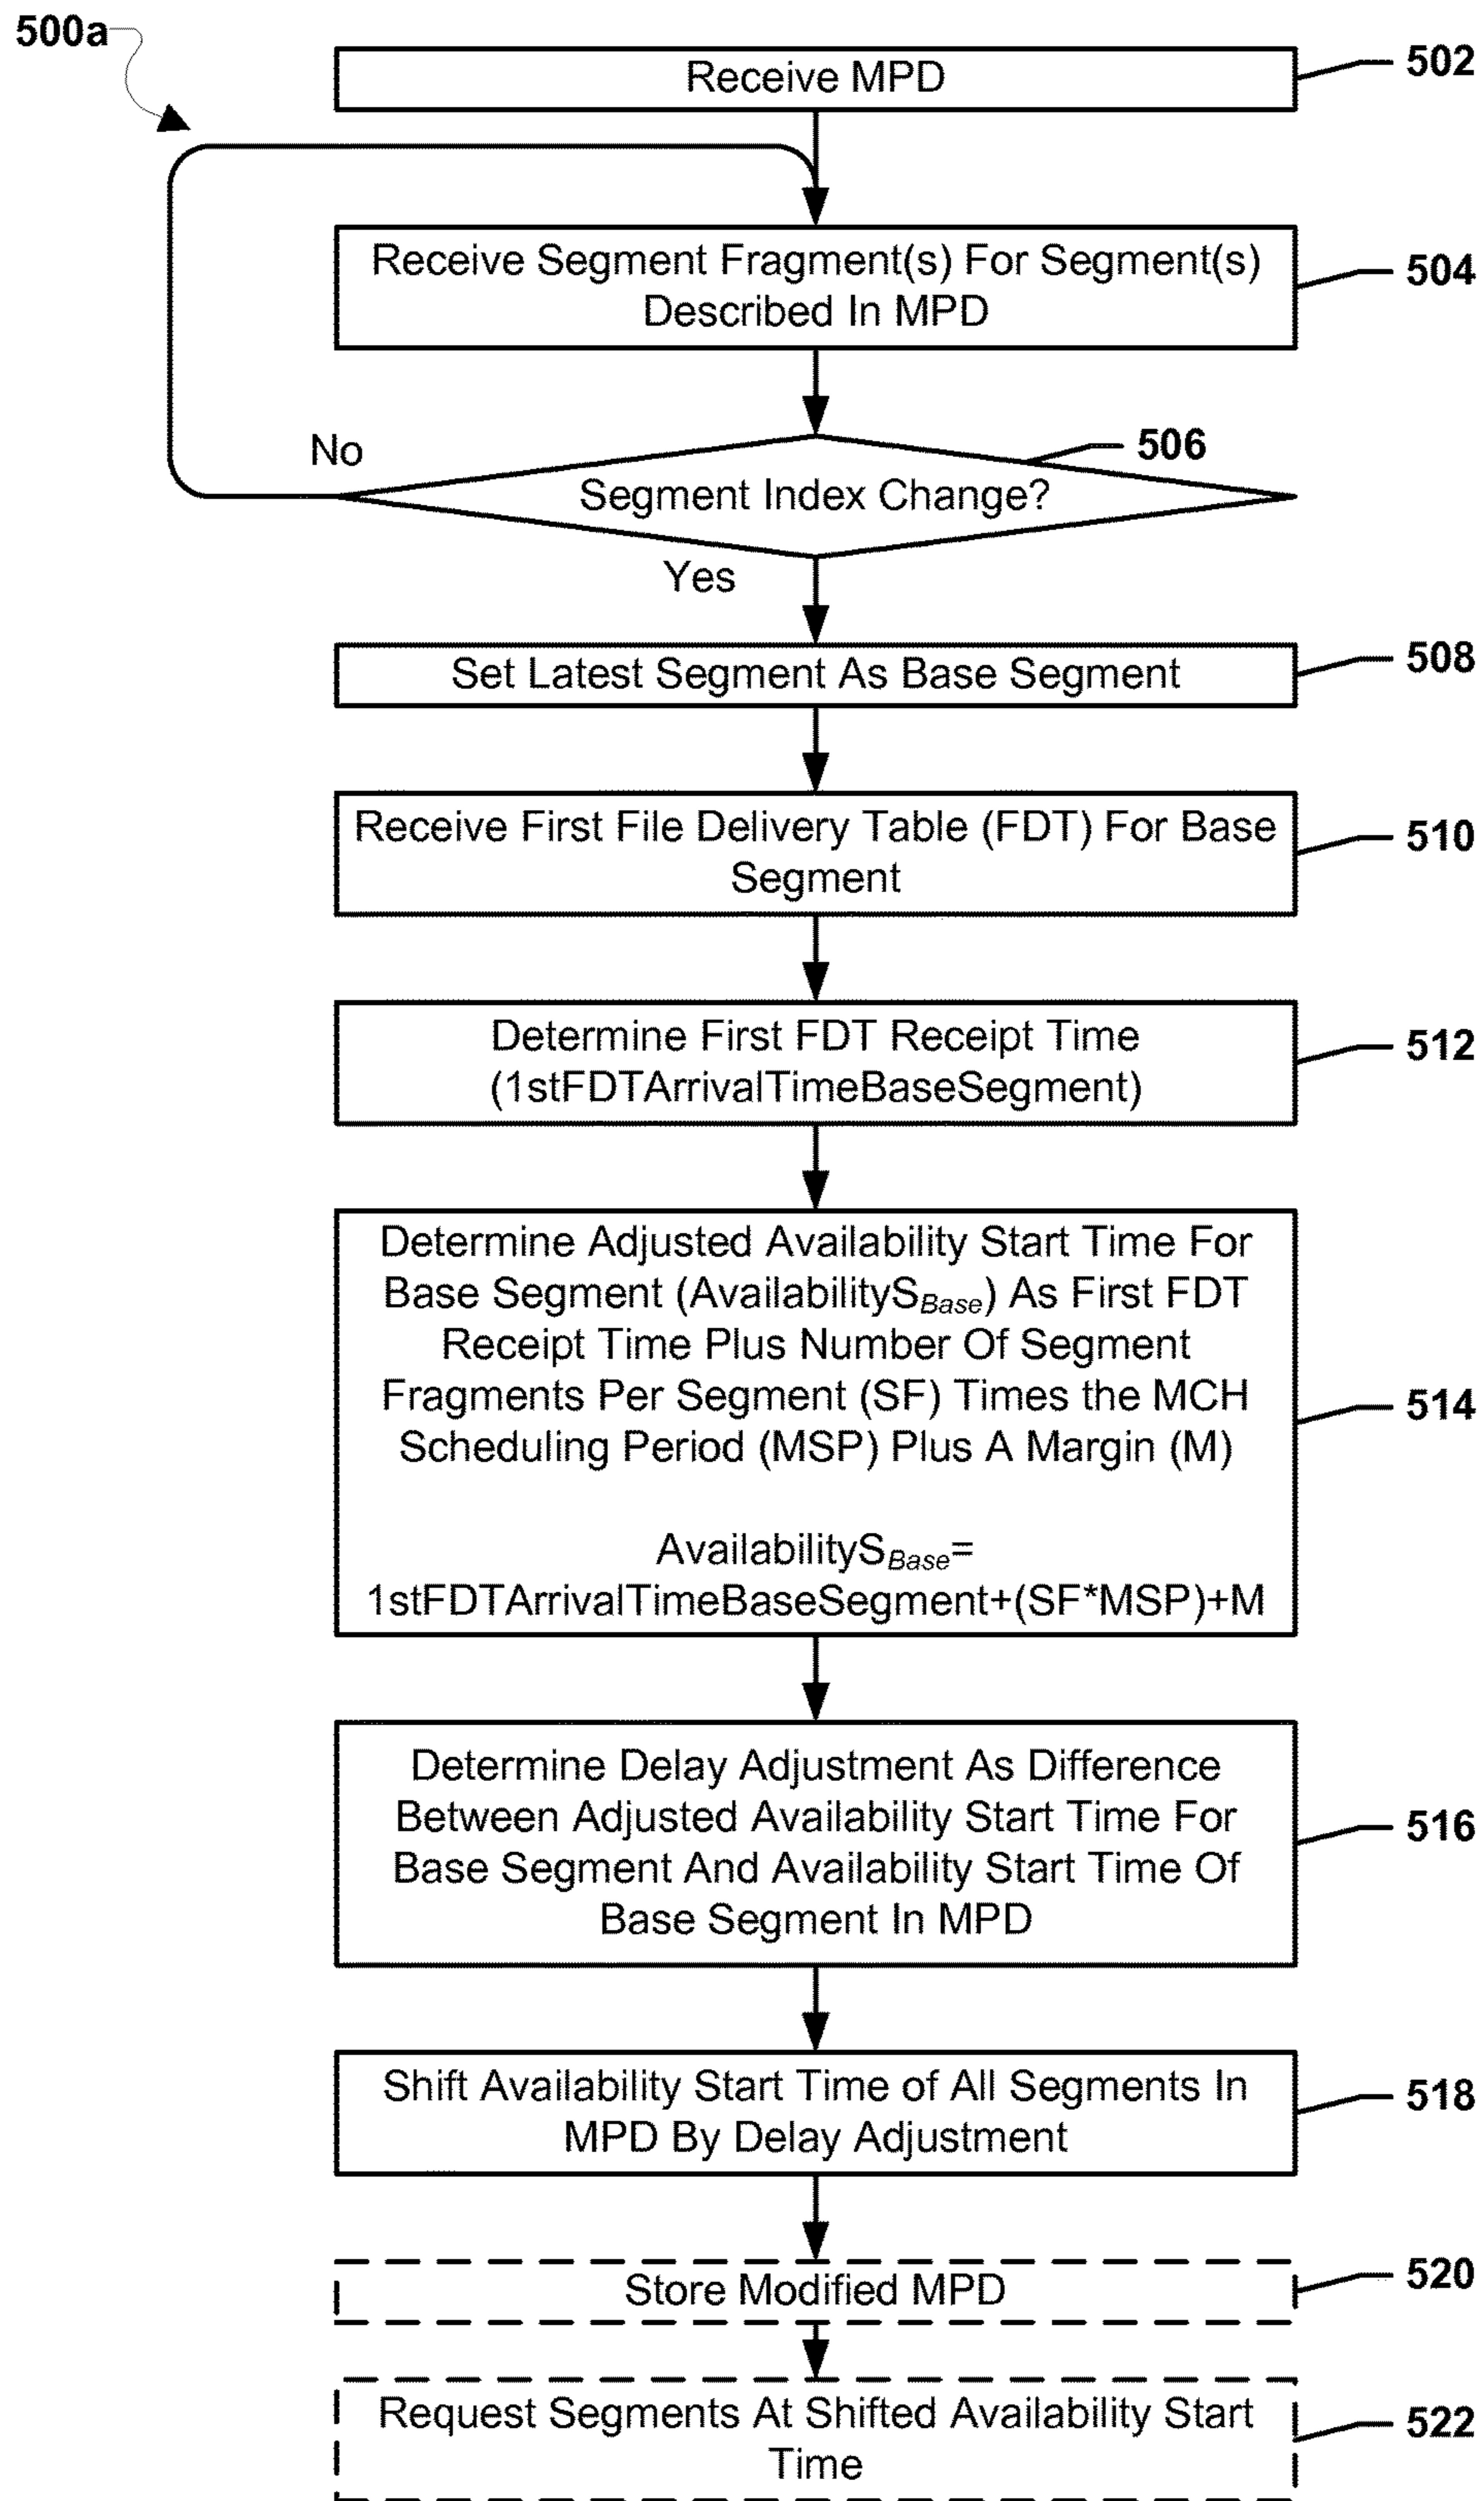 500a
Receive MPD
502
Receive Segment Fragment(s) For Segment(s)
Described In MPD
504
No
506
Segment Index Change?
Yes
Set Latest Segment As Base Segment
508
Receive First File Delivery Table (FDT) For Base
Segment
510
Determine First FDT Receipt Time
(1stFDTArrivalTimeBaseSegment)
512
Determine Adjusted Availability Start Time For
Base Segment (AvailabilitySBase) As First FDT
Receipt Time Plus Number Of Segment
Fragments Per Segment (SF) Times the MCH
Scheduling Period (MSP) Plus A Margin (M)
AvailabilitySBase=
1stFDTArrivalTimeBaseSegment+(SF*MSP)+M
514
Determine Delay Adjustment As Difference
Between Adjusted Availability Start Time For
Base Segment And Availability Start Time Of
Base Segment In MPD
516
Shift Availability Start Time of All Segments In
MPD By Delay Adjustment
518
Store Modified MPD
520
Request Segments At Shifted Availability Start
Time
522